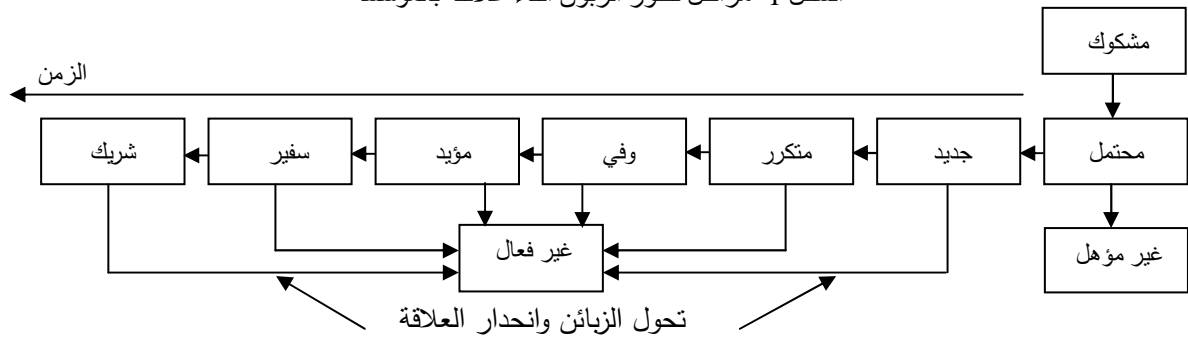 مشكوك
الزمن
محتمل
جديد
متكرر
وفي
مؤيد
سفير
شريك
غير مؤهل
غير فعال
تحول الزبائن وانحدار العلاقة